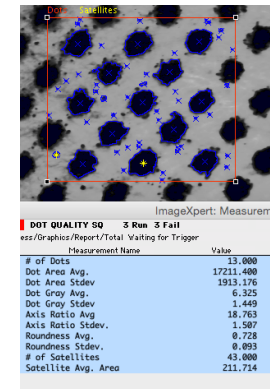 Dots Satellites
ImageXpert: Measurem
DOT QUALITY SQ 3 Run 3 Fail
ess/Graphics/Report/Total Waiting for Trigger
Measurement Name Value
# of Dots 13.000
Dot Area Avg. 17211.400
Dot Area Stdev 1913.176
Dot Gray Avg. 6.325
Dot Gray Stdev 1.449
Axis Ratio Avg 18.763
Axis Ratio Stdev. 1.507
Roundness Avg. 0.728
Roundness Stdev. 0.093
# of Satellites 43.000
Satellite Avg. Area 211.714